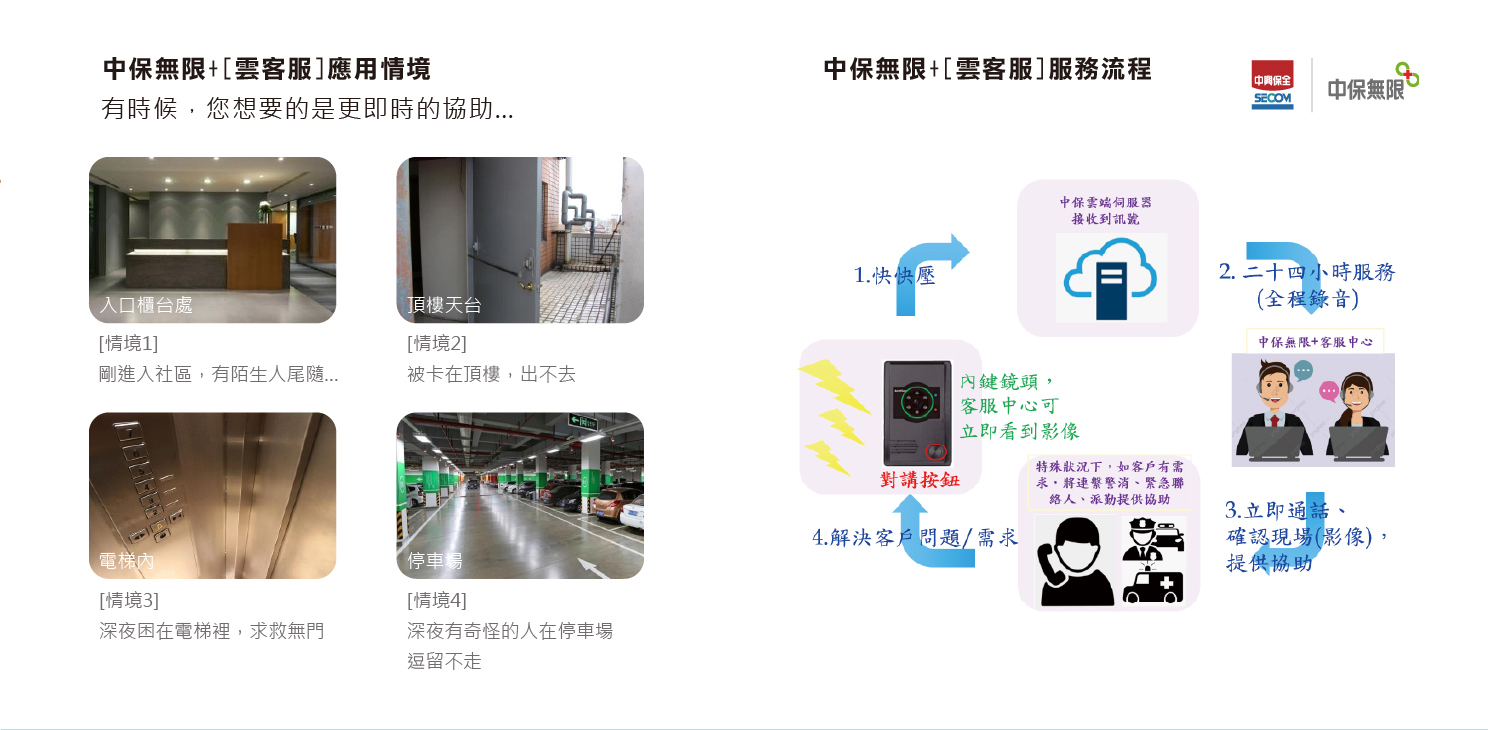 中保無限+[雲客服]應用情境
有時候，您想要的是更即時的協助...
入口櫃台處
[情境1]
剛進入社區，有陌生人尾隨...
頂樓天台
[情境2]
被卡在頂樓，出不去
電梯內
[情境3]
深夜困在電梯裡，求救無門
停車場
[情境4]
深夜有奇怪的人在停車場
逗留不走
中保無限+[雲客服]服務流程
中興保全
SECOM
中保無限+
中保雲端伺服器
接收到訊號
1.快快壓
2. 二十四小時服務
(全程錄音)
中保無限+客服中心
內鍵鏡頭，
客服中心可
立即看到影像
對講按鈕
特殊狀況下，如客戶有需
求，將連繫警消、緊急聯
絡人、派勤提供協助
3.立即通話、
確認現場(影像)，
提供協助
4.解決客戶問題/需求